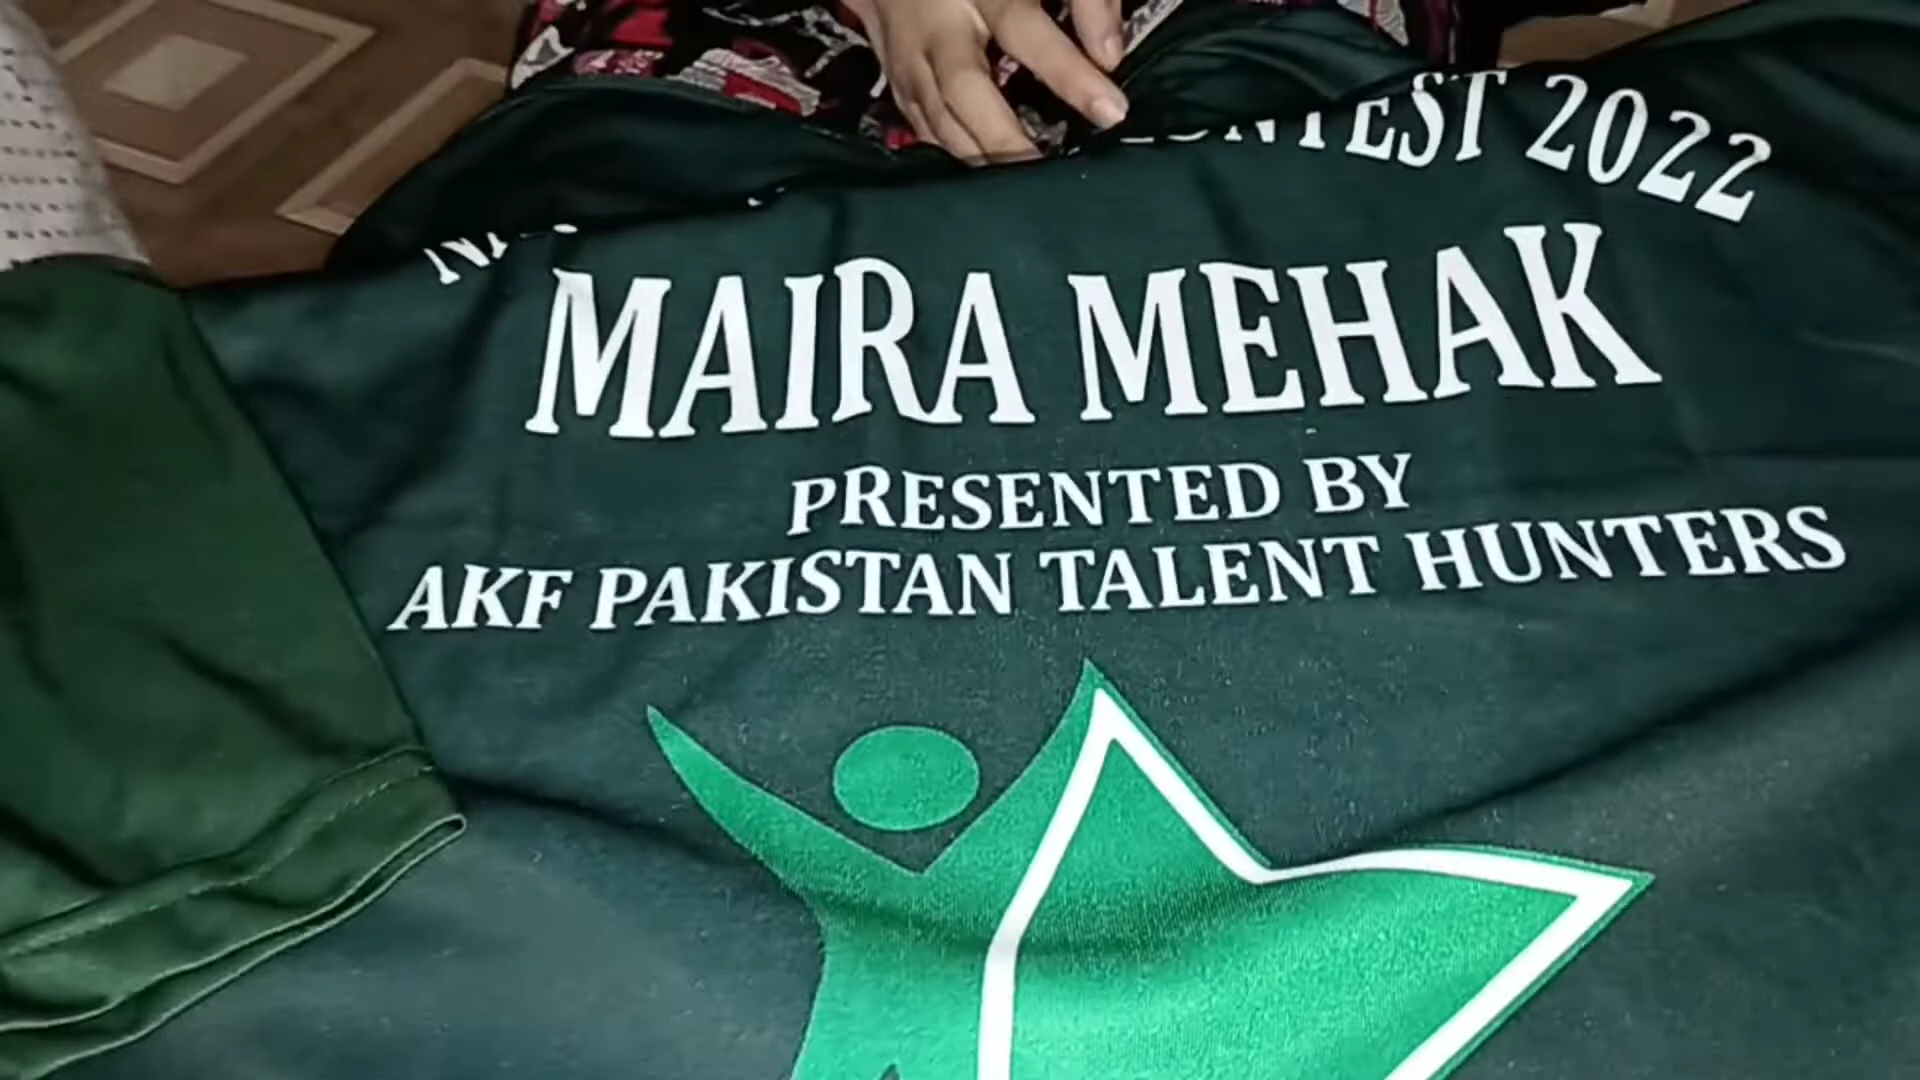 CONTEST 2022
MAIRA MEHAK
PRESENTED BY
AKF PAKISTAN TALENT HUNTERS